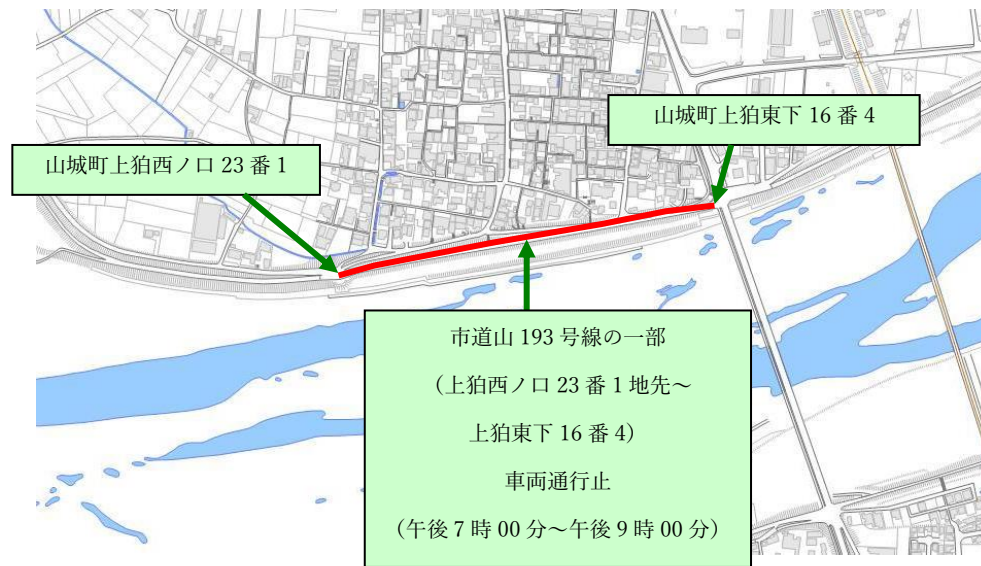 山城町上狛東下 16 番 4
山城町上狛西ノ口 23 番 1
市道山 193 号線の一部
（上狛西ノ口 23 番 1 地先～
上狛東下 16 番 4）
車両通行止
（午後 7 時 00 分～午後 9 時 00 分）